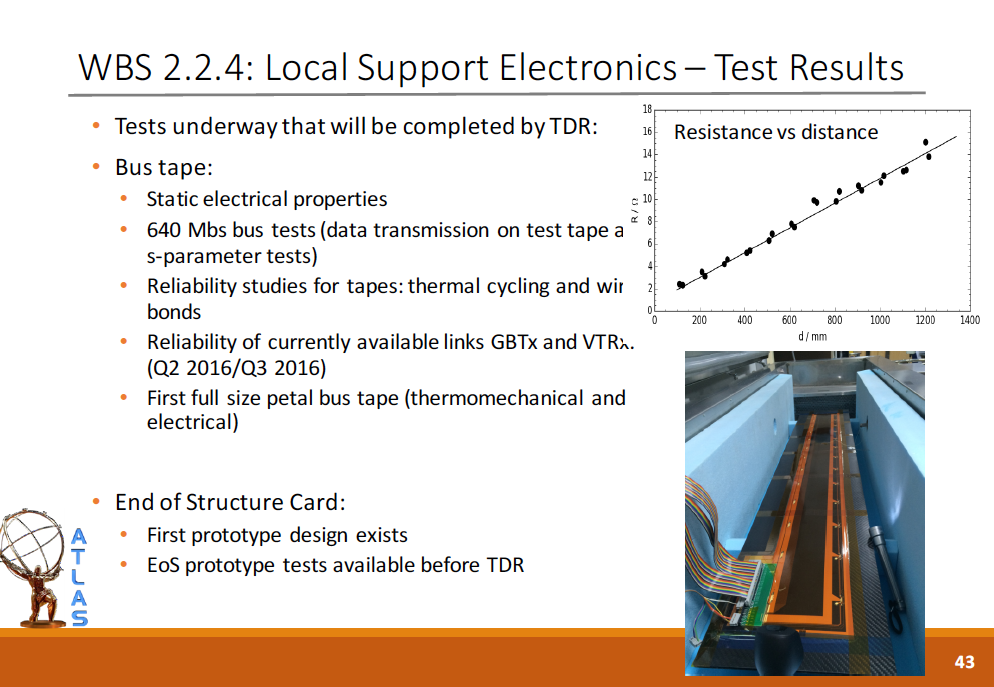 WBS 2.2.4: Local Support Electronics – Test Results
• Tests underway that will be completed by TDR:
• Bus tape:
• Static electrical properties
• 640 Mbs bus tests (data transmission on test tape a
s-parameter tests)
• Reliability studies for tapes: thermal cycling and wir
bonds
• Reliability of currently available links GBTx and VTRx.
(Q2 2016/Q3 2016)
• First full size petal bus tape (thermomechanical and
electrical)
• End of Structure Card:
• First prototype design exists
• EoS prototype tests available before TDR
Resistance vs distance
R / Ω
18
16
14
12
10
8
6
4
2
0
0 200 400 600 800 1000 1200 1400
d / mm
ATLAS
43